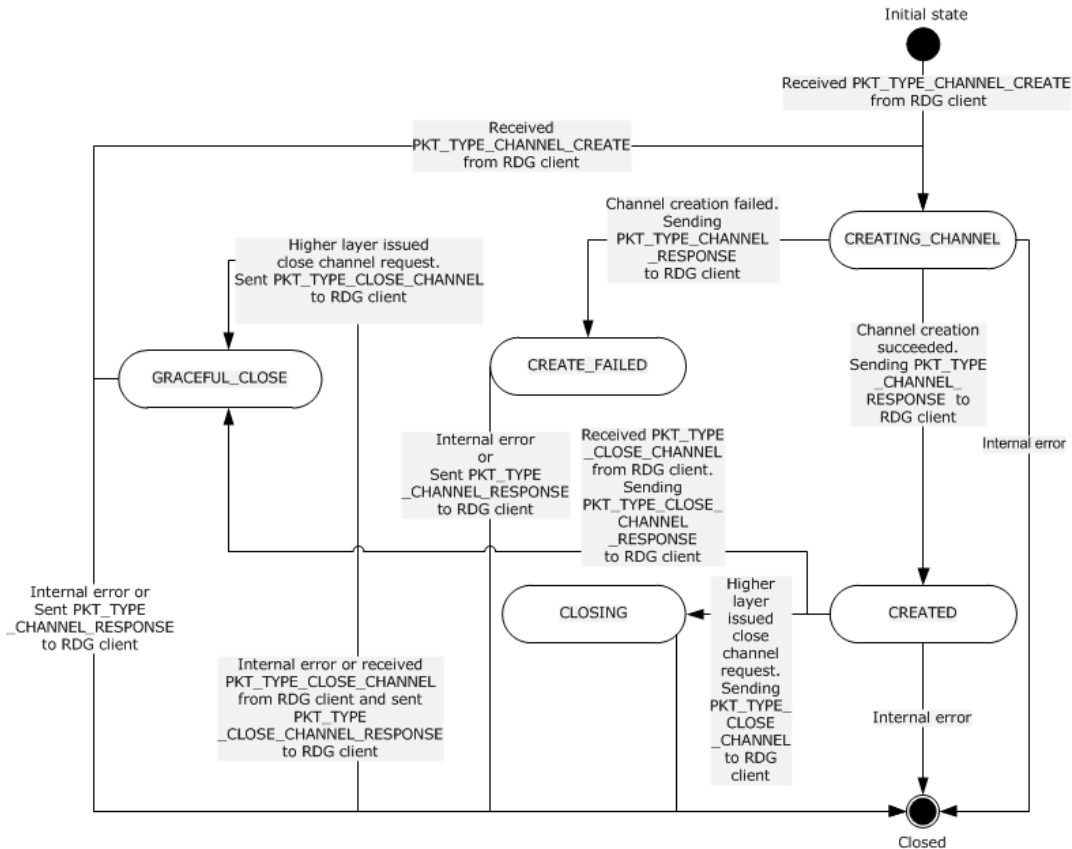 Initial state
Received PKT_TYPE_CHANNEL_CREATE
from RDG client
Received
PKT_TYPE_CHANNEL_CREATE
from RDG client
Channel creation failed.
Sending
PKT_TYPE_CHANNEL
_RESPONSE
to RDG client
CREATING_CHANNEL
Higher layer issued
close channel request.
Sent PKT_TYPE_CLOSE_CHANNEL
to RDG client
Channel creation
succeeded.
Sending PKT_TYPE
_CHANNEL_
RESPONSE to
RDG client
GRACEFUL_CLOSE
CREATE_FAILED
Internal error
Internal error
or
Sent PKT_TYPE
_CHANNEL_RESPONSE
to RDG client
Received PKT_TYPE
_CLOSE_CHANNEL
from RDG client.
Sending
PKT_TYPE_CLOSE_
CHANNEL
_RESPONSE
to RDG client
Internal error or
Sent PKT_TYPE
_CHANNEL_RESPONSE
to RDG client
CLOSING
Higher
layer
issued
close
channel
request.
Sending
PKT_TYPE_
CLOSE
_CHANNEL
to RDG
client
CREATED
Internal error or received
PKT_TYPE_CLOSE_CHANNEL
from RDG client and sent
PKT_TYPE
_CLOSE_CHANNEL_RESPONSE
to RDG client
Internal error
Closed